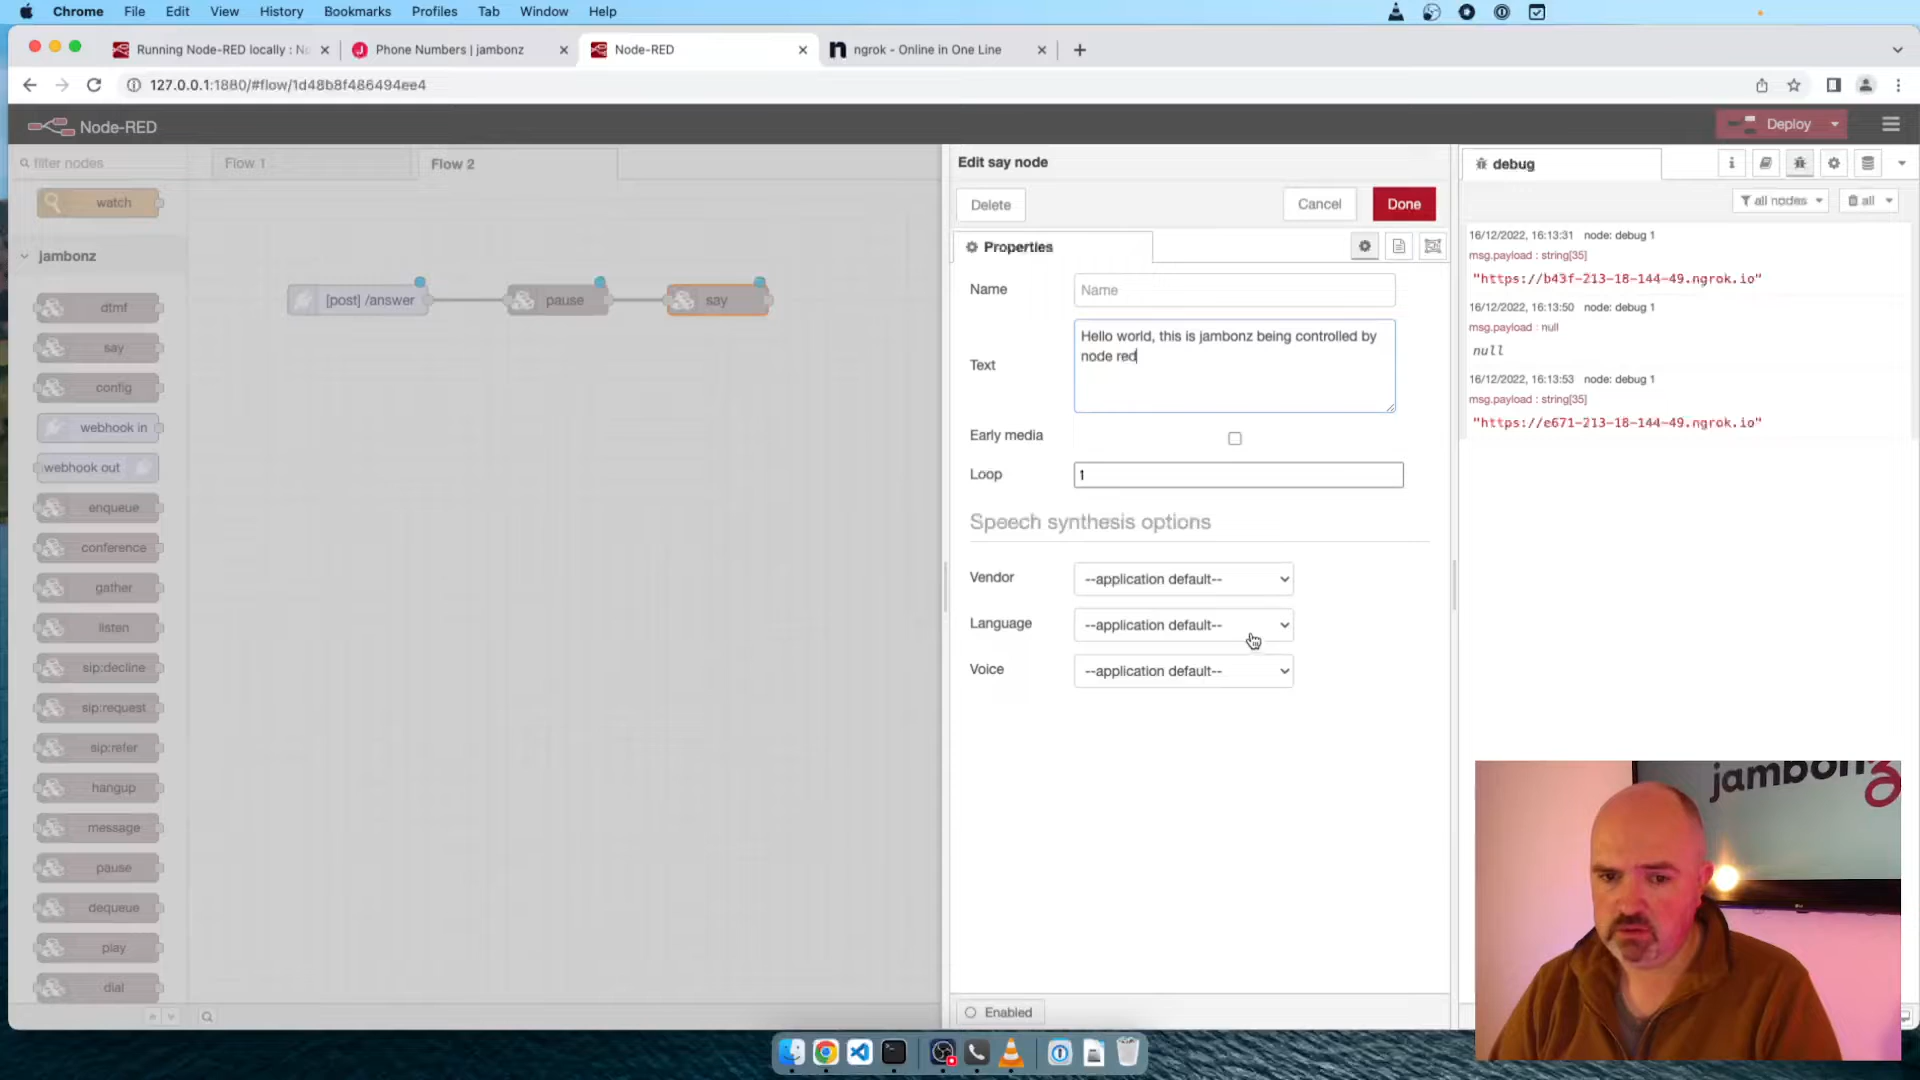 Chrome File Edit View History Bookmarks Profiles Tab Window Help
Running Node-RED locally : No
Phone Numbers | jambonz
Node-RED
ngrok - Online in One Line
127.0.0.1:1880/#flow/1d48b8f486494ee4
Node-RED
Deploy
filter nodes
Flow 1
Flow 2
watch
jambonz
dtmf
say
config
webhook in
webhook out
enqueue
conference
gather
listen
sip:decline
sip:request
sip:refer
hangup
message
pause
dequeue
play
dial
[post] /answer
pause
say
Edit say node
Delete
Cancel
Done
Properties
Name
Name
Text
Hello world, this is jambonz being controlled by
node red
Early media
Loop
1
Speech synthesis options
Vendor
--application default--
Language
--application default--
Voice
--application default--
Enabled
debug
all nodes
all
16/12/2022, 16:13:31 node: debug 1
msg.payload : string[35]
"https://b43f-213-18-144-49.ngrok.io"
16/12/2022, 16:13:50 node: debug 1
msg.payload : null
null
16/12/2022, 16:13:53 node: debug 1
msg.payload : string[35]
"https://e671-213-18-144-49.ngrok.io"
jambonz